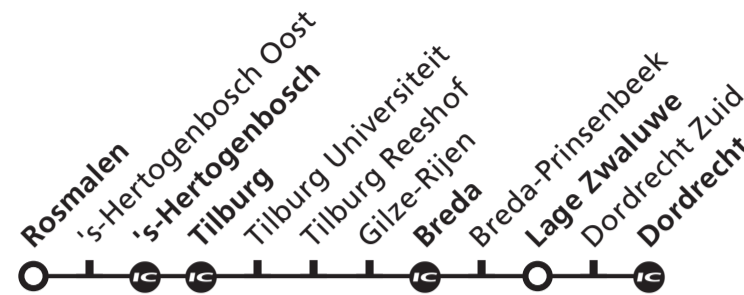 Rosmalen
's-Hertogenbosch Oost
's-Hertogenbosch
Tilburg
Tilburg Universiteit
Tilburg Reeshof
Gilze-Rijen
Breda
Breda-Prinsenbeek
Lage Zwaluwe
Dordrecht Zuid
Dordrecht
IC
IC
IC
IC